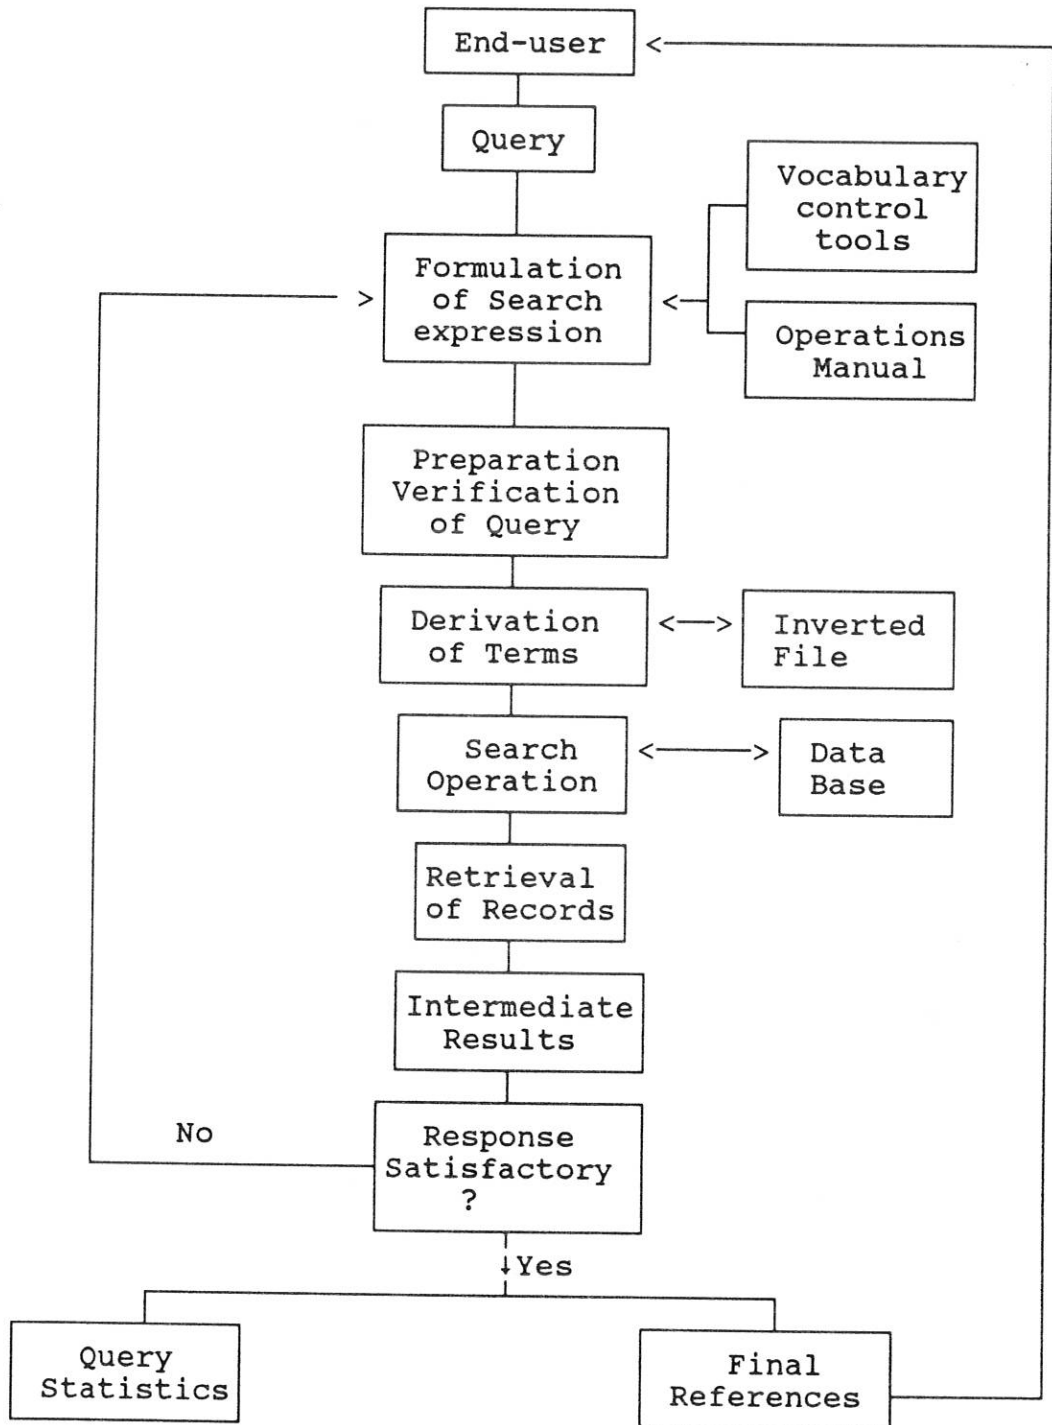 End-user
Query
Vocabulary
control
tools
Formulation
of Search
expression
Operations
Manual
Preparation
Verification
of Query
Derivation
of Terms
Inverted
File
Search
Operation
Data
Base
Retrieval
of Records
Intermediate
Results
No
Response
Satisfactory
?
Yes
Query
Statistics
Final
References